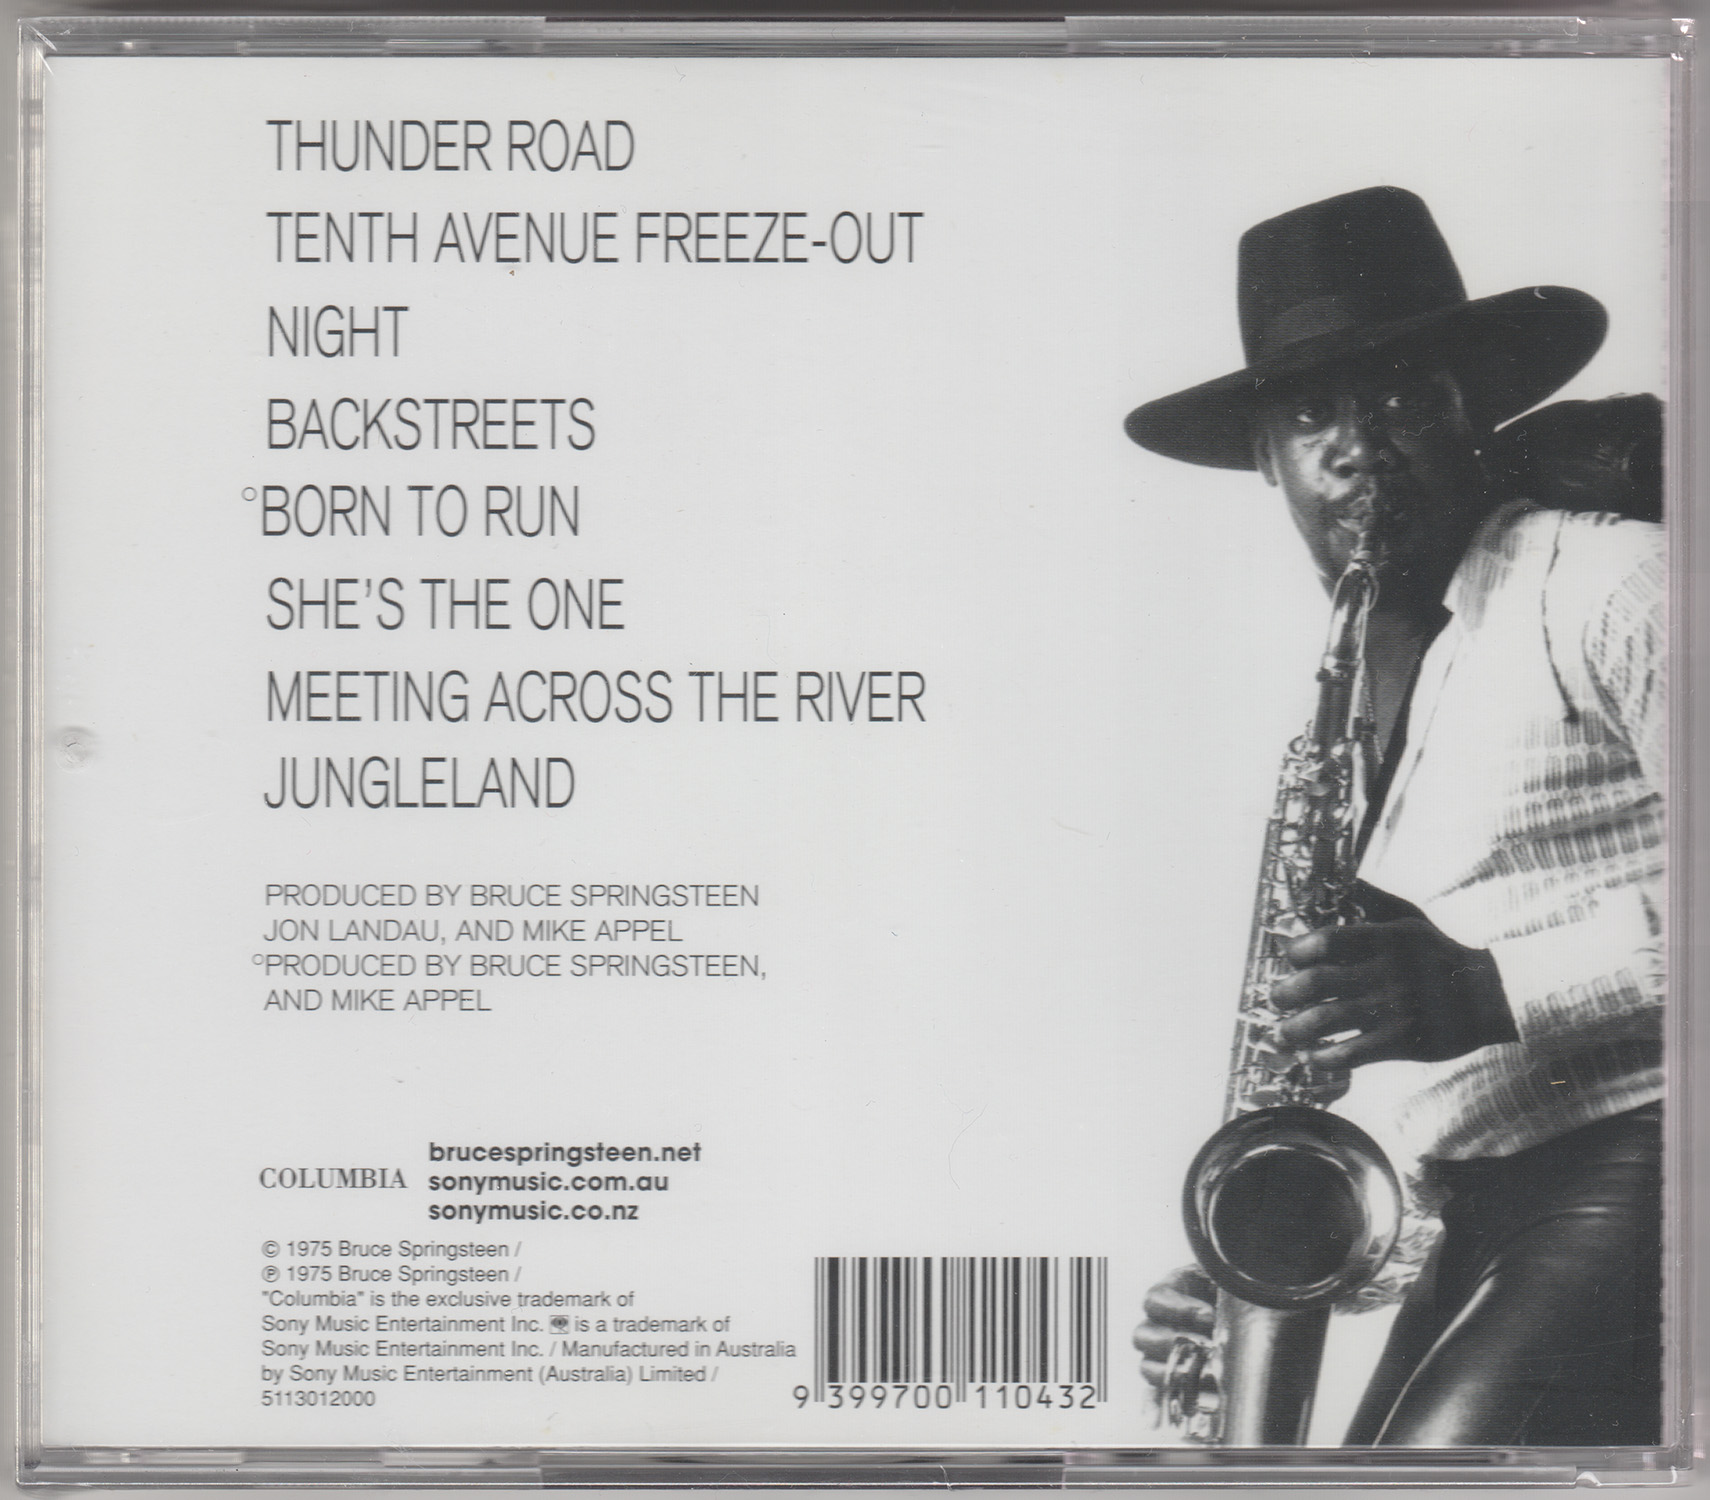 THUNDER ROAD
TENTH AVENUE FREEZE-OUT
NIGHT
BACKSTREETS
°BORN TO RUN
SHE'S THE ONE
MEETING ACROSS THE RIVER
JUNGLELAND
PRODUCED BY BRUCE SPRINGSTEEN
JON LANDAU, AND MIKE APPEL
°PRODUCED BY BRUCE SPRINGSTEEN,
AND MIKE APPEL
COLUMBIA
brucespringsteen.net
sonymusic.com.au
sonymusic.co.nz
© 1975 Bruce Springsteen /
℗ 1975 Bruce Springsteen /
"Columbia" is the exclusive trademark of
Sony Music Entertainment Inc. is a trademark of
Sony Music Entertainment Inc. / Manufactured in Australia
by Sony Music Entertainment (Australia) Limited /
5113012000
9 399700 110432